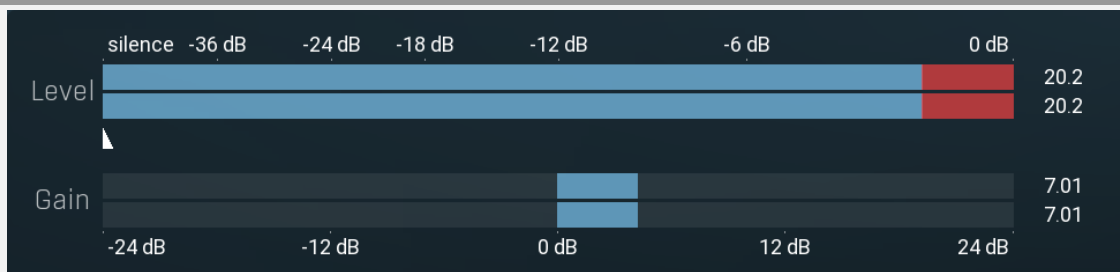 silence -36 dB -24 dB -18 dB -12 dB -6 dB 0 dB
Level
20.2
20.2
Gain
7.01
7.01
-24 dB -12 dB 0 dB 12 dB 24 dB